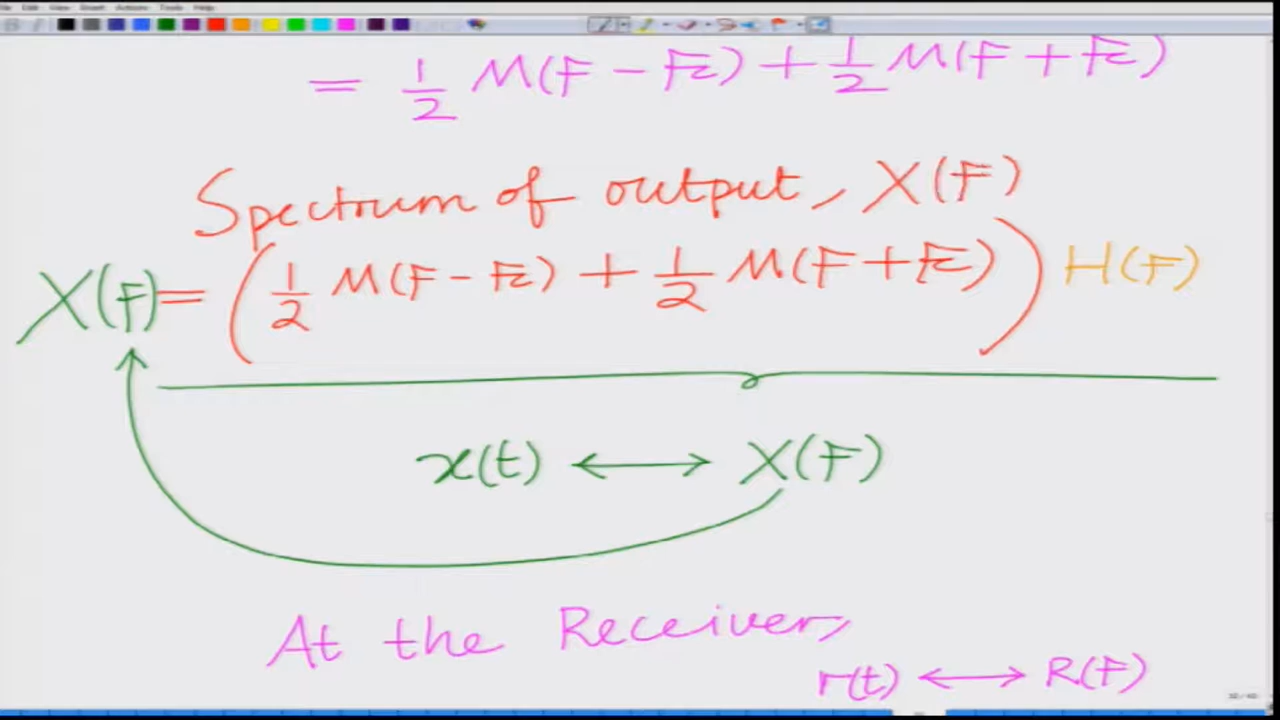 = 1/2 M(F - Fc) + 1/2 M(F + Fc)
Spectrum of output, X(F)
X(F) = (1/2 M(F - Fc) + 1/2 M(F + Fc)) H(F)
x(t) ↔ X(F)
At the Receiver,
r(t) ↔ R(F)